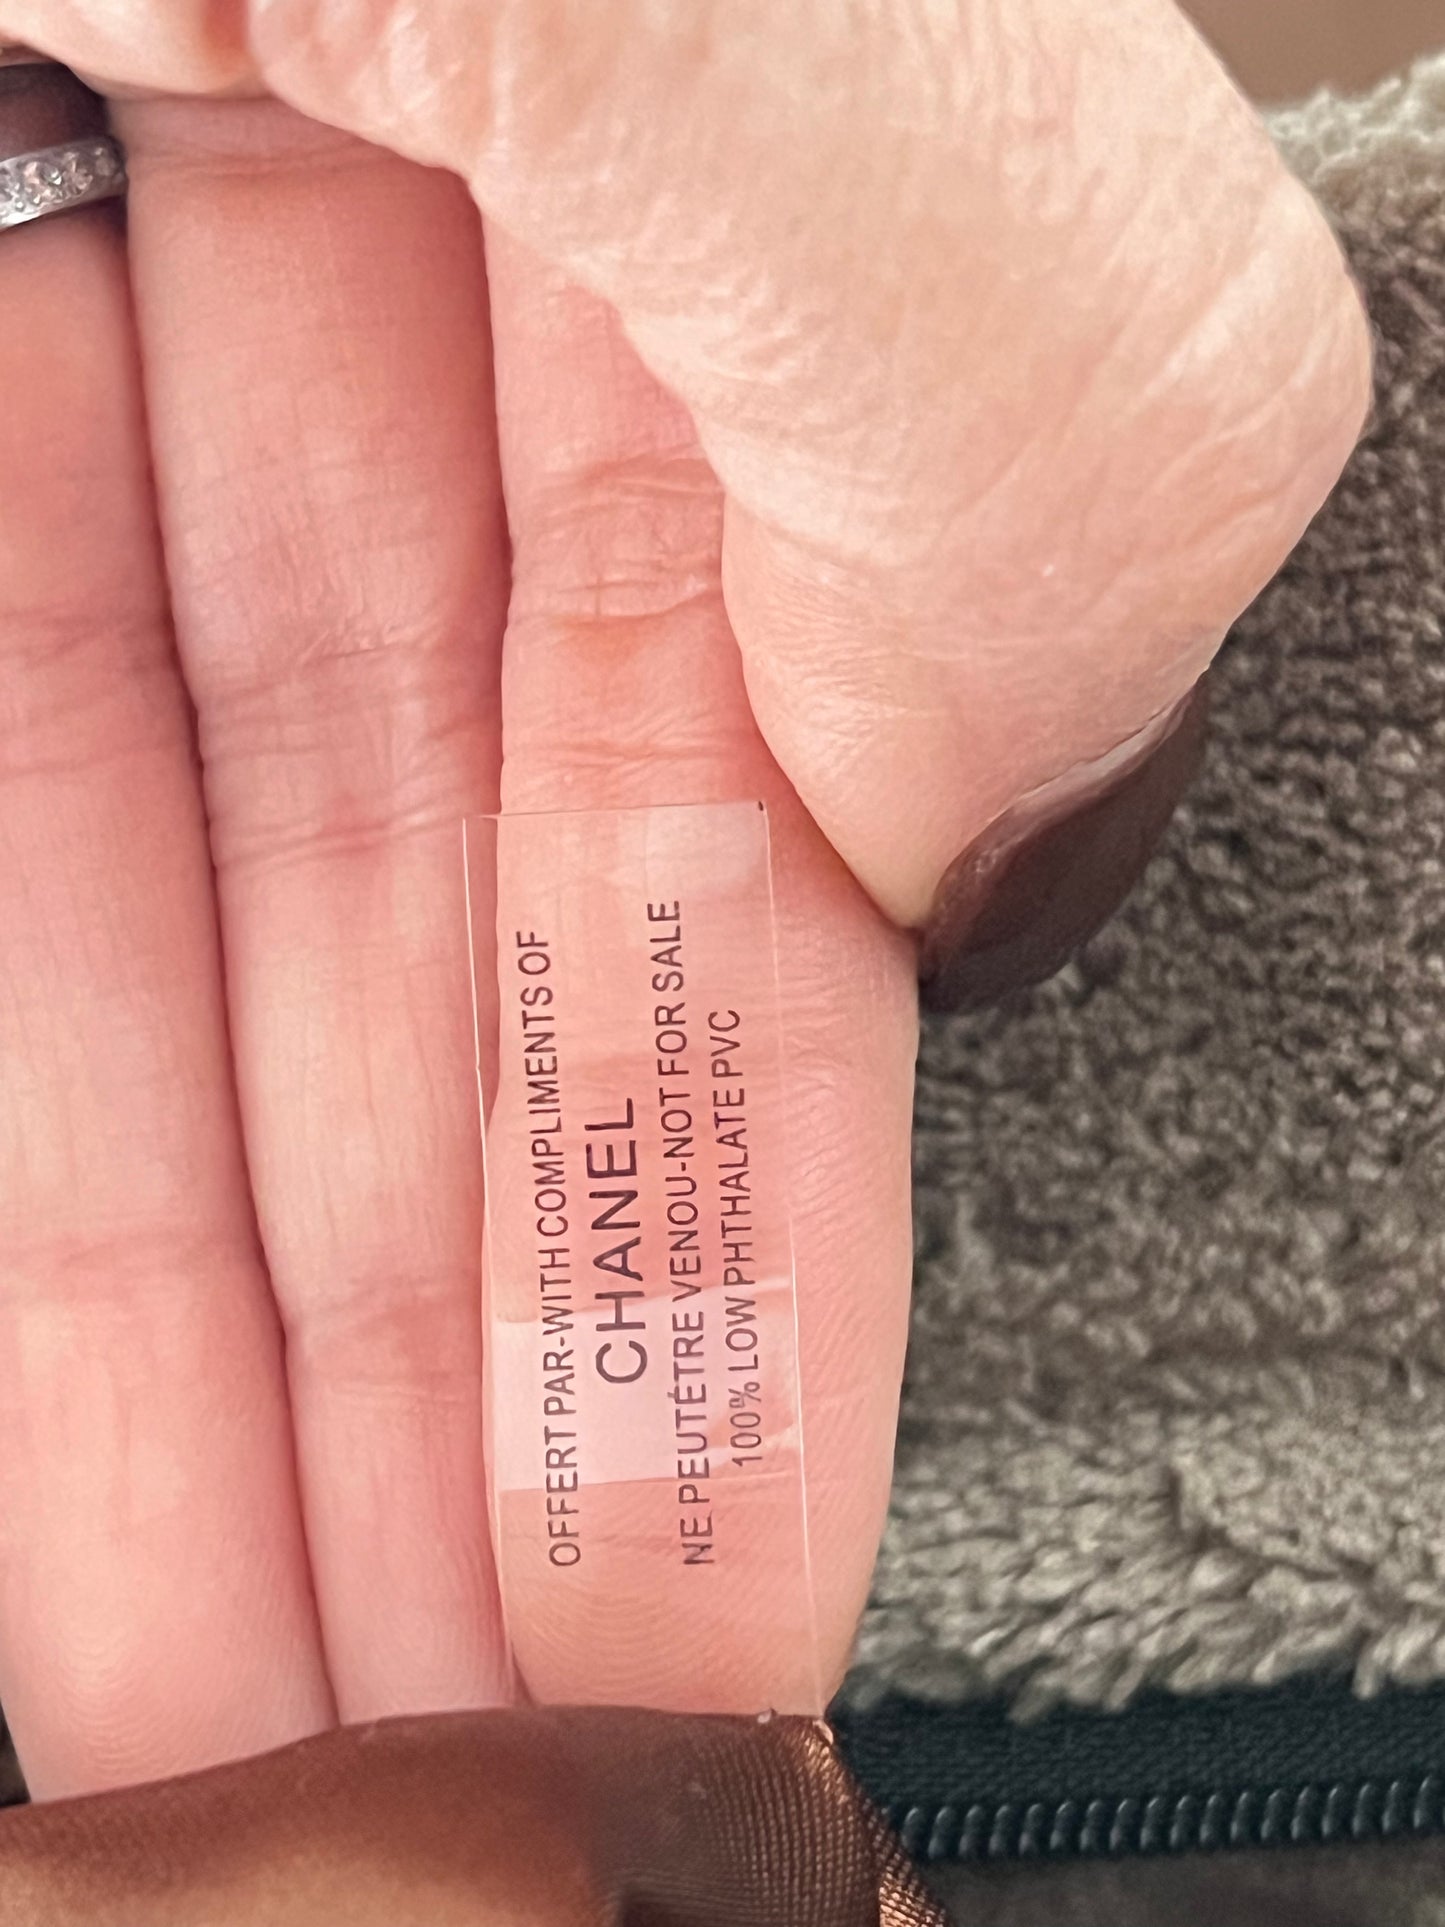 OFFERT PAR-WITH COMPLIMENTS OF
CHANEL
NE PEUTÉTRE VENOU-NOT FOR SALE
100% LOW PHTHALATE PVC